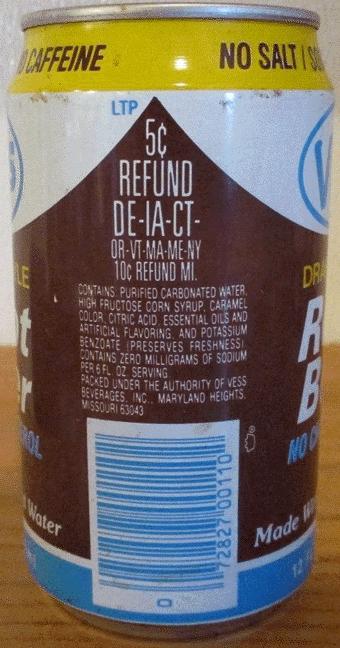 CAFFEINE
NO SALT /
LTP
5¢
REFUND
DE-IA-CT-
OR-VT-MA-ME-NY
10¢ REFUND MI.
CONTAINS PURIFIED CARBONATED WATER,
HIGH FRUCTOSE CORN SYRUP, CARAMEL
COLOR, CITRIC ACID, ESSENTIAL OILS AND
ARTIFICIAL FLAVORING, AND POTASSIUM
BENZOATE (PRESERVES FRESHNESS).
CONTAINS ZERO MILLIGRAMS OF SODIUM
PER 6 FL. OZ. SERVING.
PACKED UNDER THE AUTHORITY OF VESS
BEVERAGES, INC., MARYLAND HEIGHTS,
MISSOURI 63043
NO
Water
Made
12
72827 00110
0